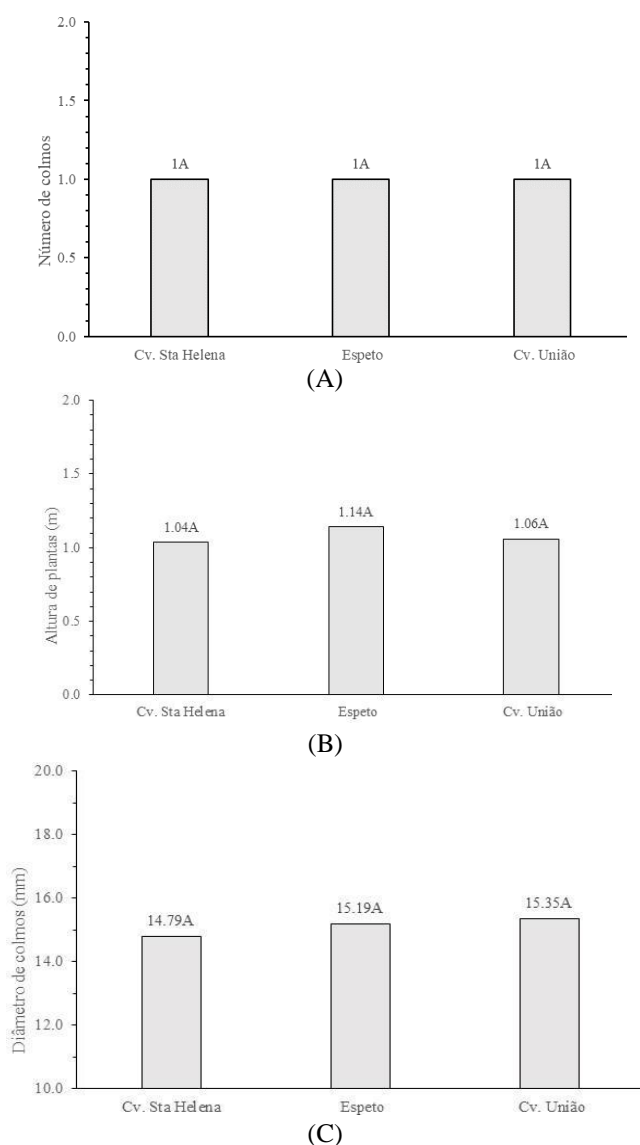 2.0
1.5
1.0
0.5
0.0
Número de colmos
1A 1A 1A
Cv. Sta Helena Espeto Cv. União
(A)
2.0
1.5
1.0
0.5
0.0
Altura de plantas (m)
1.04A 1.14A 1.06A
Cv. Sta Helena Espeto Cv. União
(B)
20.0
18.0
16.0
14.0
12.0
10.0
Diâmetro de colmos (mm)
14.79A 15.19A 15.35A
Cv. Sta Helena Espeto Cv. União
(C)